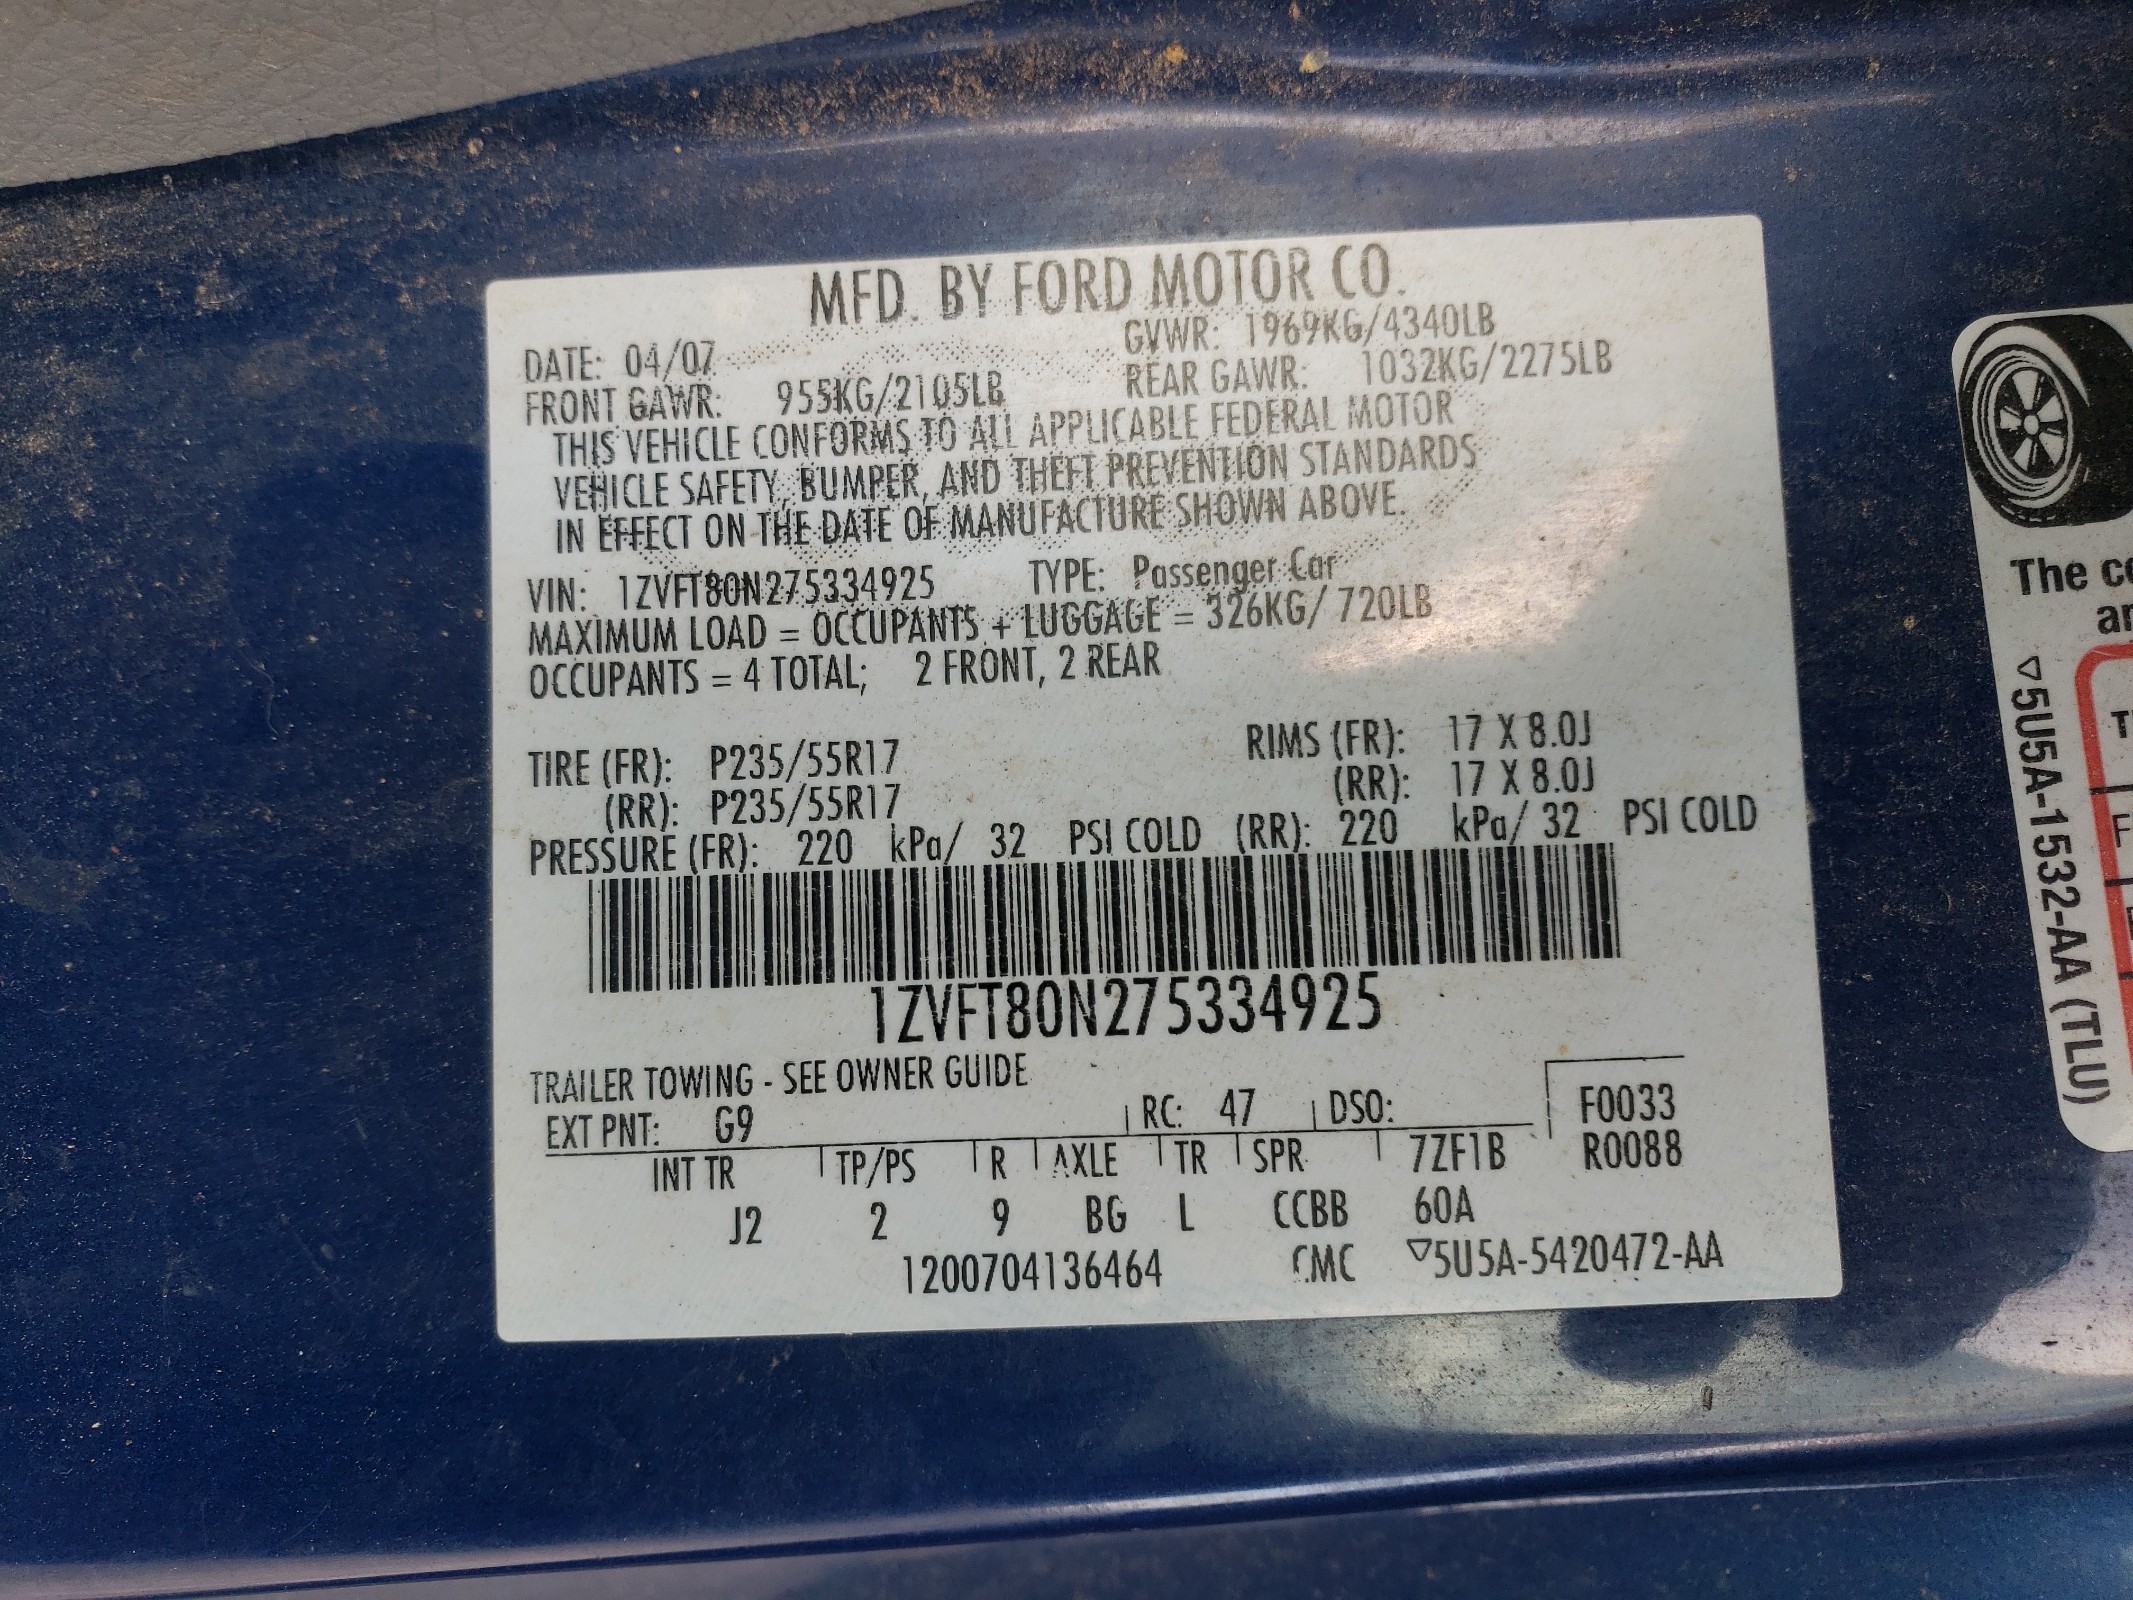 MFD. BY FORD MOTOR CO.
DATE: 04/07 GVWR: 1969KG/4340LB
FRONT GAWR: 955KG/2105LB REAR GAWR: 1032KG/2275LB
THIS VEHICLE CONFORMS TO ALL APPLICABLE FEDERAL MOTOR
VEHICLE SAFETY, BUMPER, AND THEFT PREVENTION STANDARDS
IN EFFECT ON THE DATE OF MANUFACTURE SHOWN ABOVE.
VIN: 1ZVFT80N275334925 TYPE: Passenger Car
MAXIMUM LOAD = OCCUPANTS + LUGGAGE = 326KG/ 720LB
OCCUPANTS = 4 TOTAL; 2 FRONT, 2 REAR
TIRE (FR): P235/55R17 RIMS (FR): 17 X 8.0J
(RR): P235/55R17 (RR): 17 X 8.0J
PRESSURE (FR): 220 kPa/ 32 PSI COLD (RR): 220 kPa/ 32 PSI COLD
1ZVFT80N275334925
TRAILER TOWING - SEE OWNER GUIDE
EXT PNT: G9 RC: 47 DSO: F0033
INT TR TP/PS R AXLE TR SPR 7ZF1B R0088
J2 2 9 BG L CCBB 60A
1200704136464 CMC ▽5U5A-5420472-AA
The
▽5U5A-1532-AA (TLU)